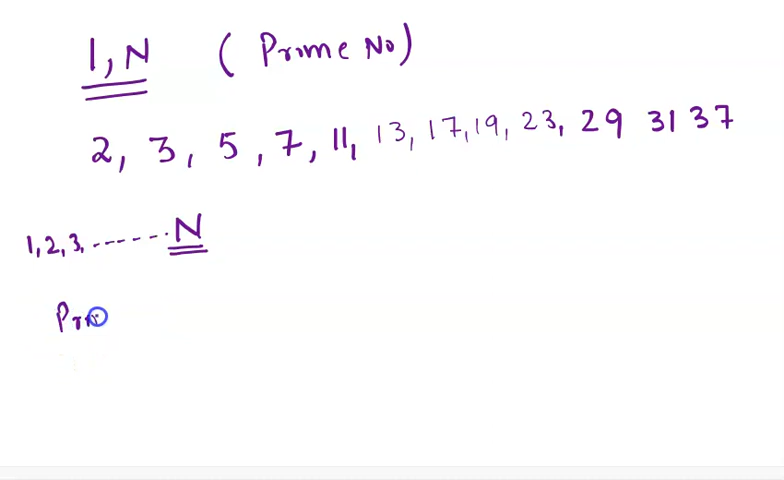 1, N ( Prime No)
2, 3, 5, 7, 11, 13, 17, 19, 23, 29 31 37
1, 2, 3, ------. N